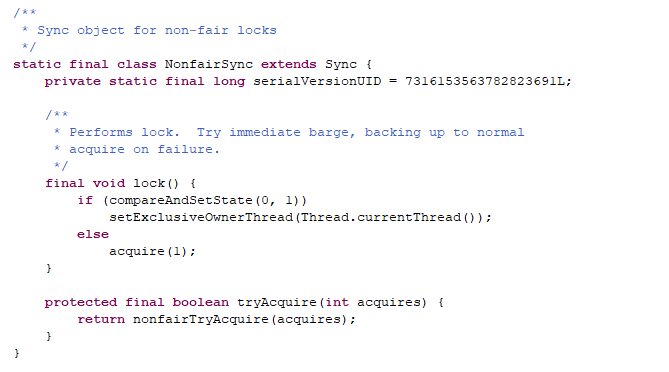 /**
 * Sync object for non-fair locks
 */
static final class NonfairSync extends Sync {
    private static final long serialVersionUID = 7316153563782823691L;

    /**
     * Performs lock.  Try immediate barge, backing up to normal
     * acquire on failure.
     */
    final void lock() {
        if (compareAndSetState(0, 1))
            setExclusiveOwnerThread(Thread.currentThread());
        else
            acquire(1);
    }

    protected final boolean tryAcquire(int acquires) {
        return nonfairTryAcquire(acquires);
    }
}